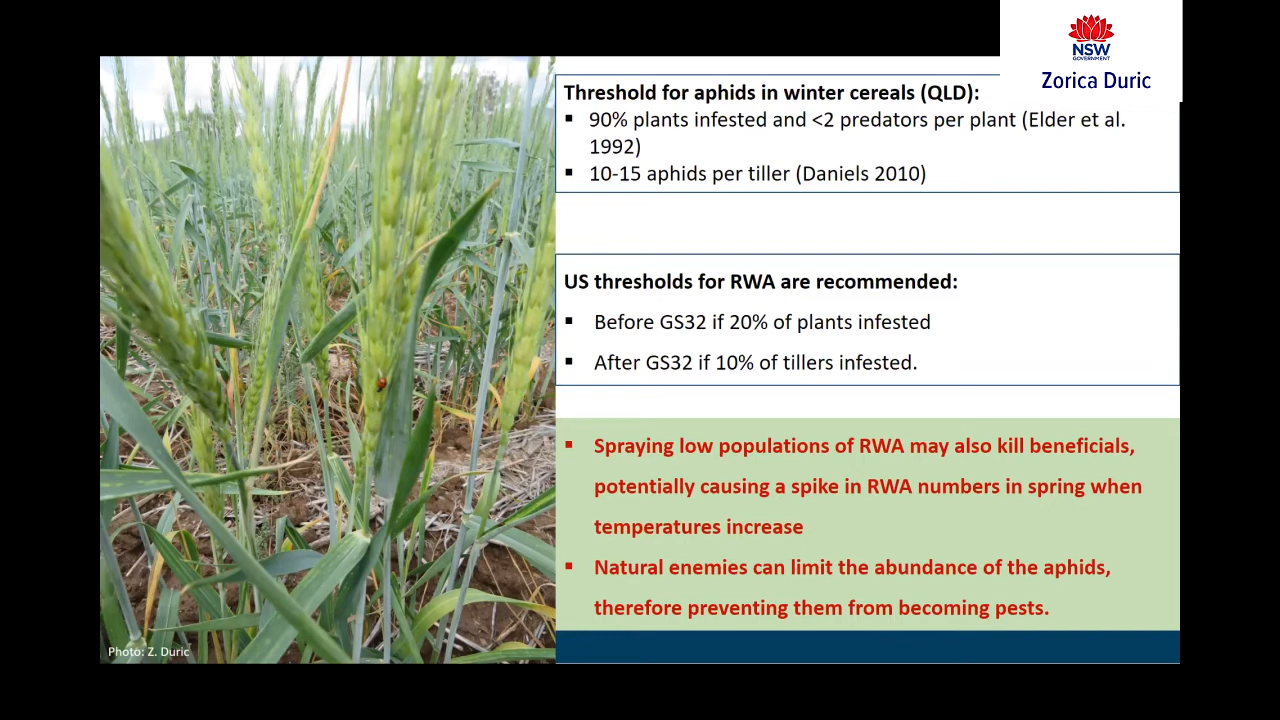 NSW
GOVERNMENT
Zorica Duric
Threshold for aphids in winter cereals (QLD):
▪ 90% plants infested and <2 predators per plant (Elder et al.
1992)
▪ 10-15 aphids per tiller (Daniels 2010)
US thresholds for RWA are recommended:
▪ Before GS32 if 20% of plants infested
▪ After GS32 if 10% of tillers infested.
▪ Spraying low populations of RWA may also kill beneficials,
potentially causing a spike in RWA numbers in spring when
temperatures increase
▪ Natural enemies can limit the abundance of the aphids,
therefore preventing them from becoming pests.
Photo: Z. Duric